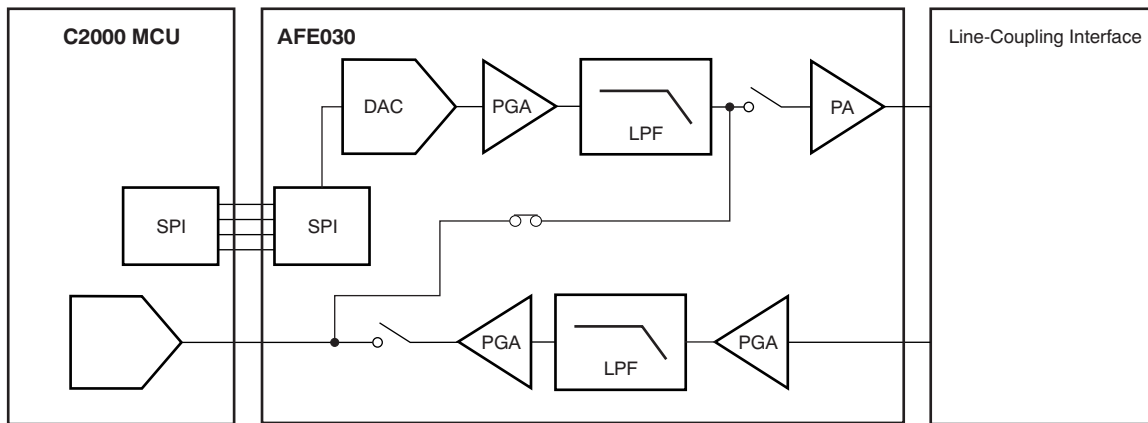 C2000 MCU
AFE030
Line-Coupling Interface
DAC
PGA
LPF
PA
SPI
SPI
PGA
LPF
PGA